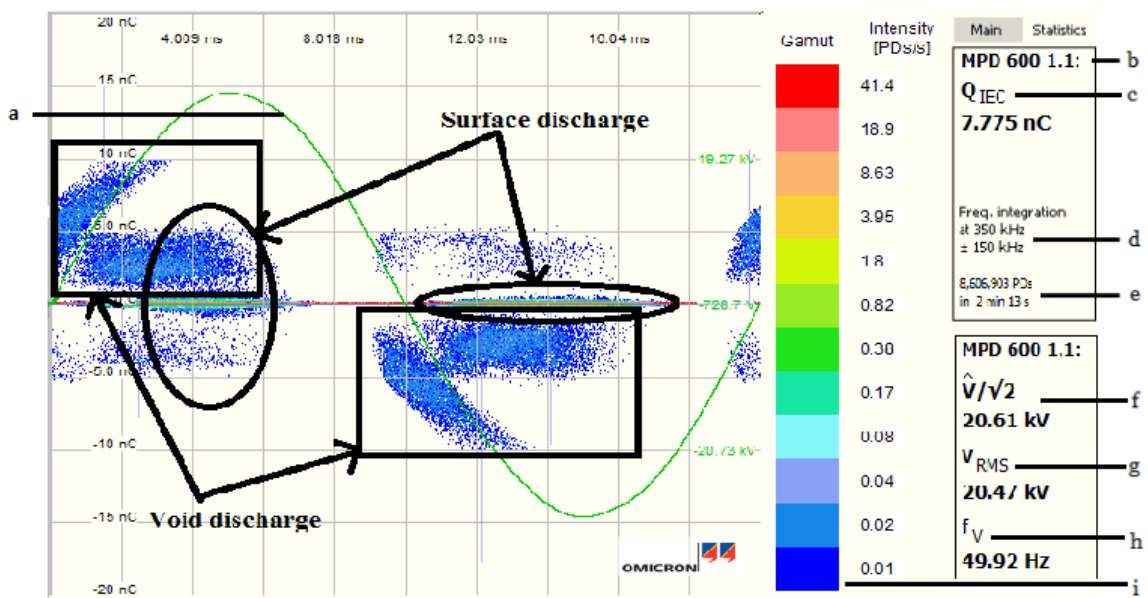 20 nC
4.009 ms
8.018 ms
12.03 ms
16.04 ms
15 nC
a
Surface discharge
10 nC
19.27 kV
5.0 nC
-728.7 V
-5.0 nC
-10 nC
-20.73 kV
-15 nC
Void discharge
OMICRON
-20 nC
Gamut
Intensity
[PDs/s]
41.4
18.9
8.63
3.95
1.8
0.82
0.38
0.17
0.08
0.04
0.02
0.01
i
Main
Statistics
MPD 600 1.1:
b
Q IEC
c
7.775 nC
Freq. integration
at 350 kHz
± 150 kHz
d
8,606,903 PDs
in 2 min 13 s
e
MPD 600 1.1:
V̂/√2
f
20.61 kV
V RMS
g
20.47 kV
f V
h
49.92 Hz